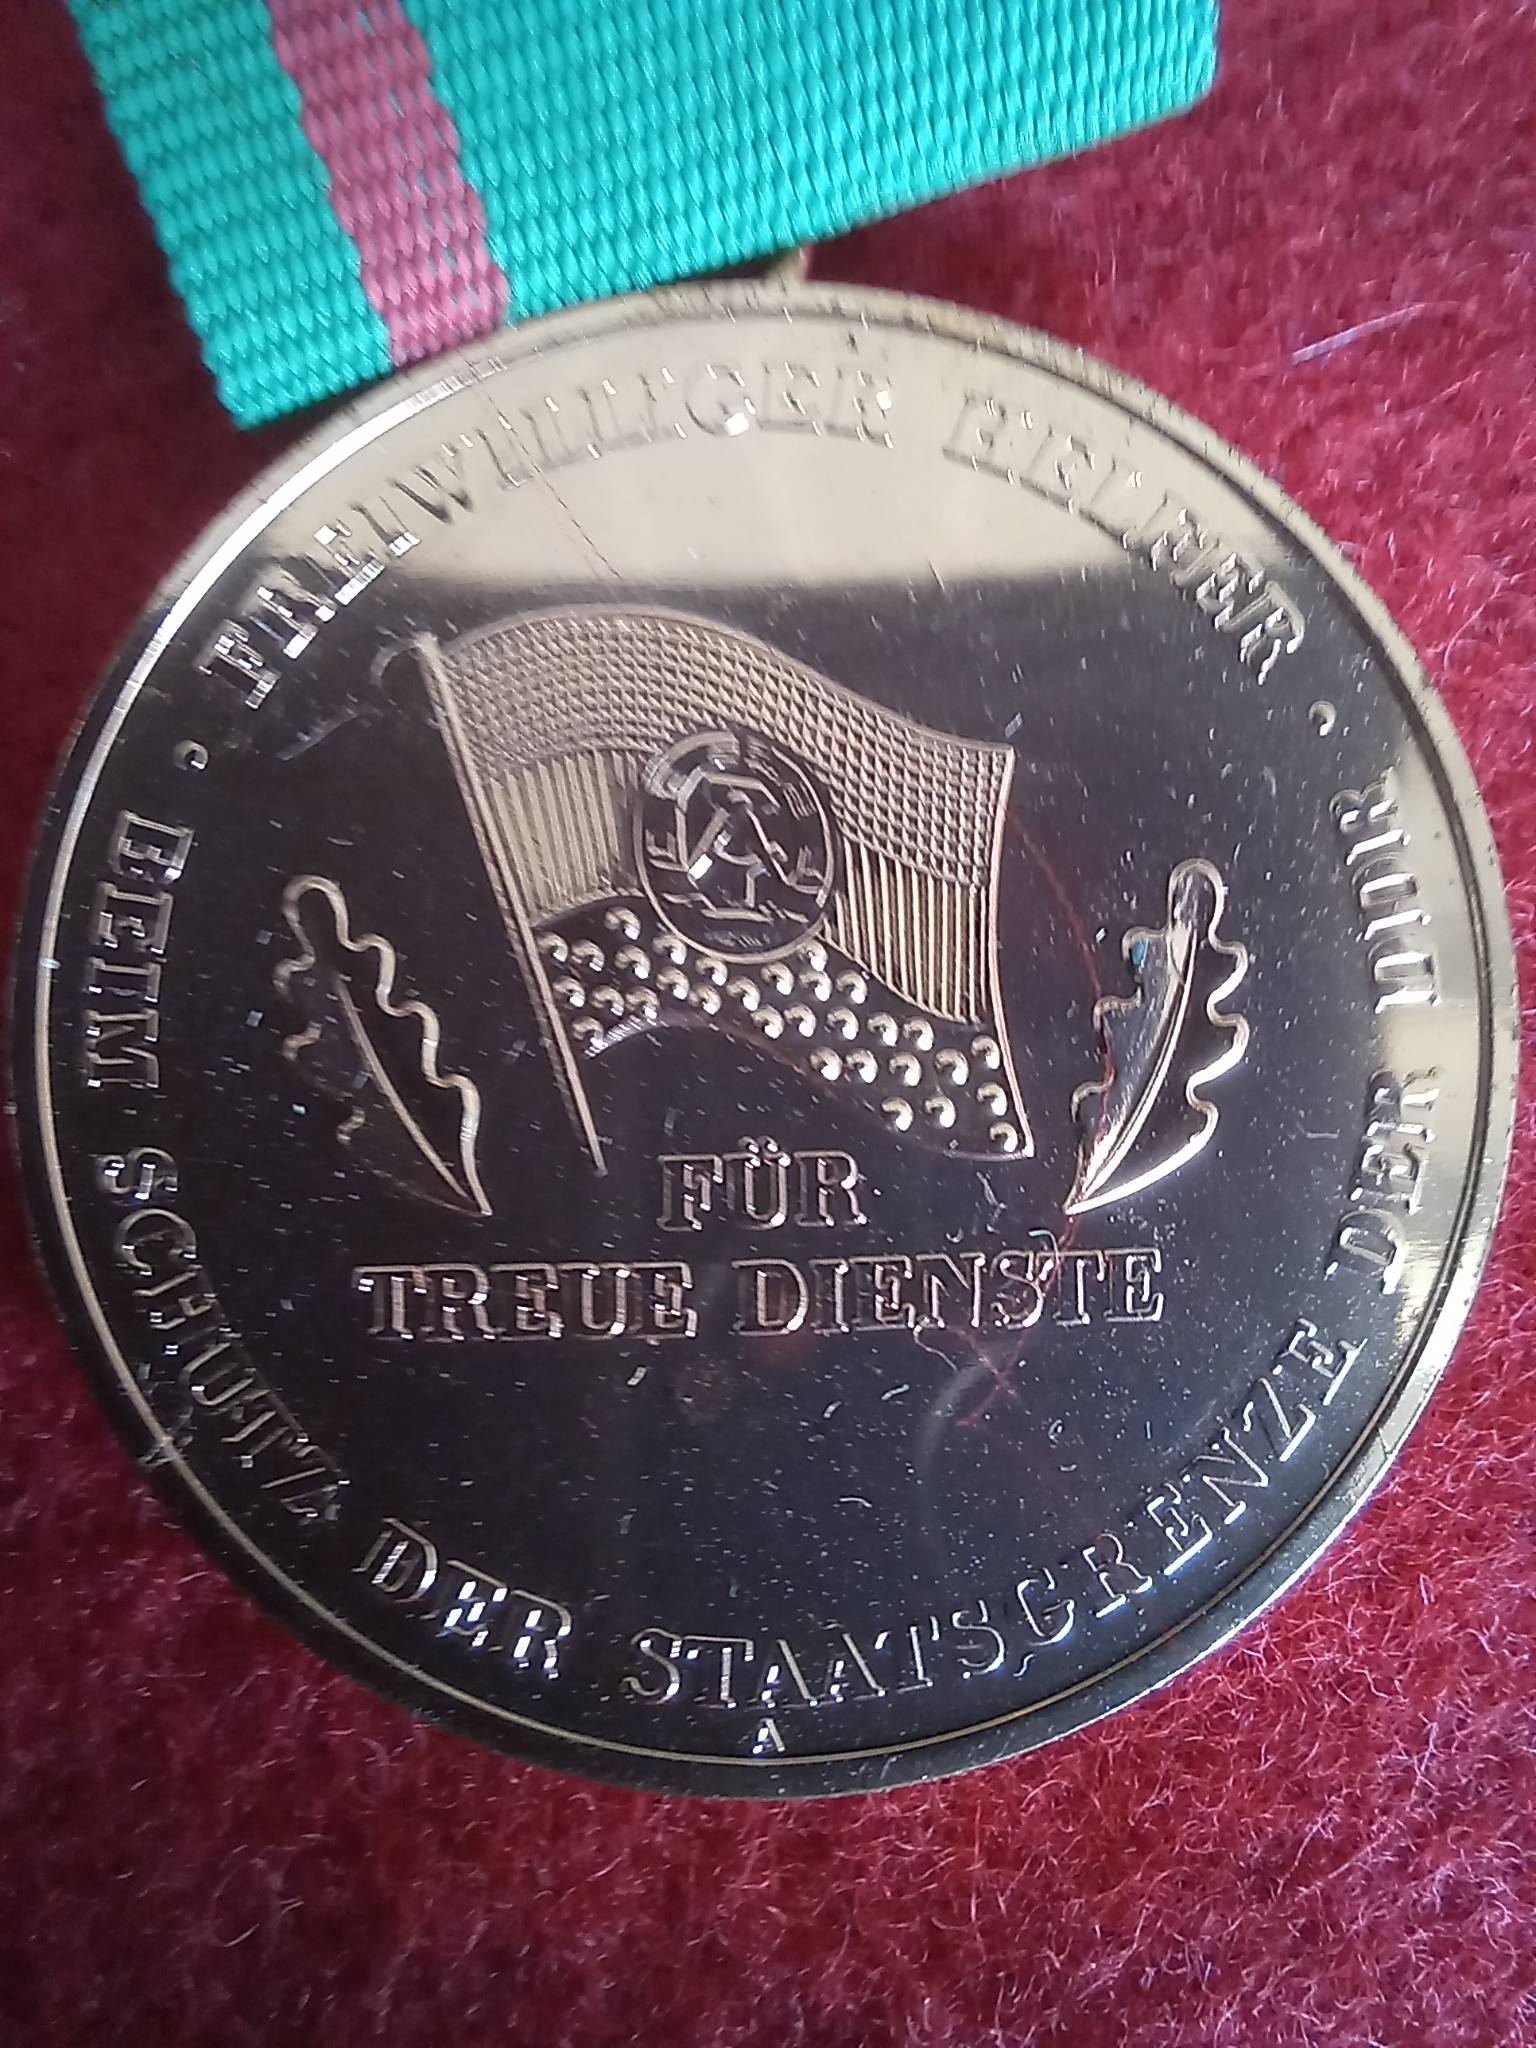 FREIWILLIGER HELFER
• BEIM SCHUTZ DER STAATSGRENZE DER DDR •
FÜR
TREUE DIENSTE
A